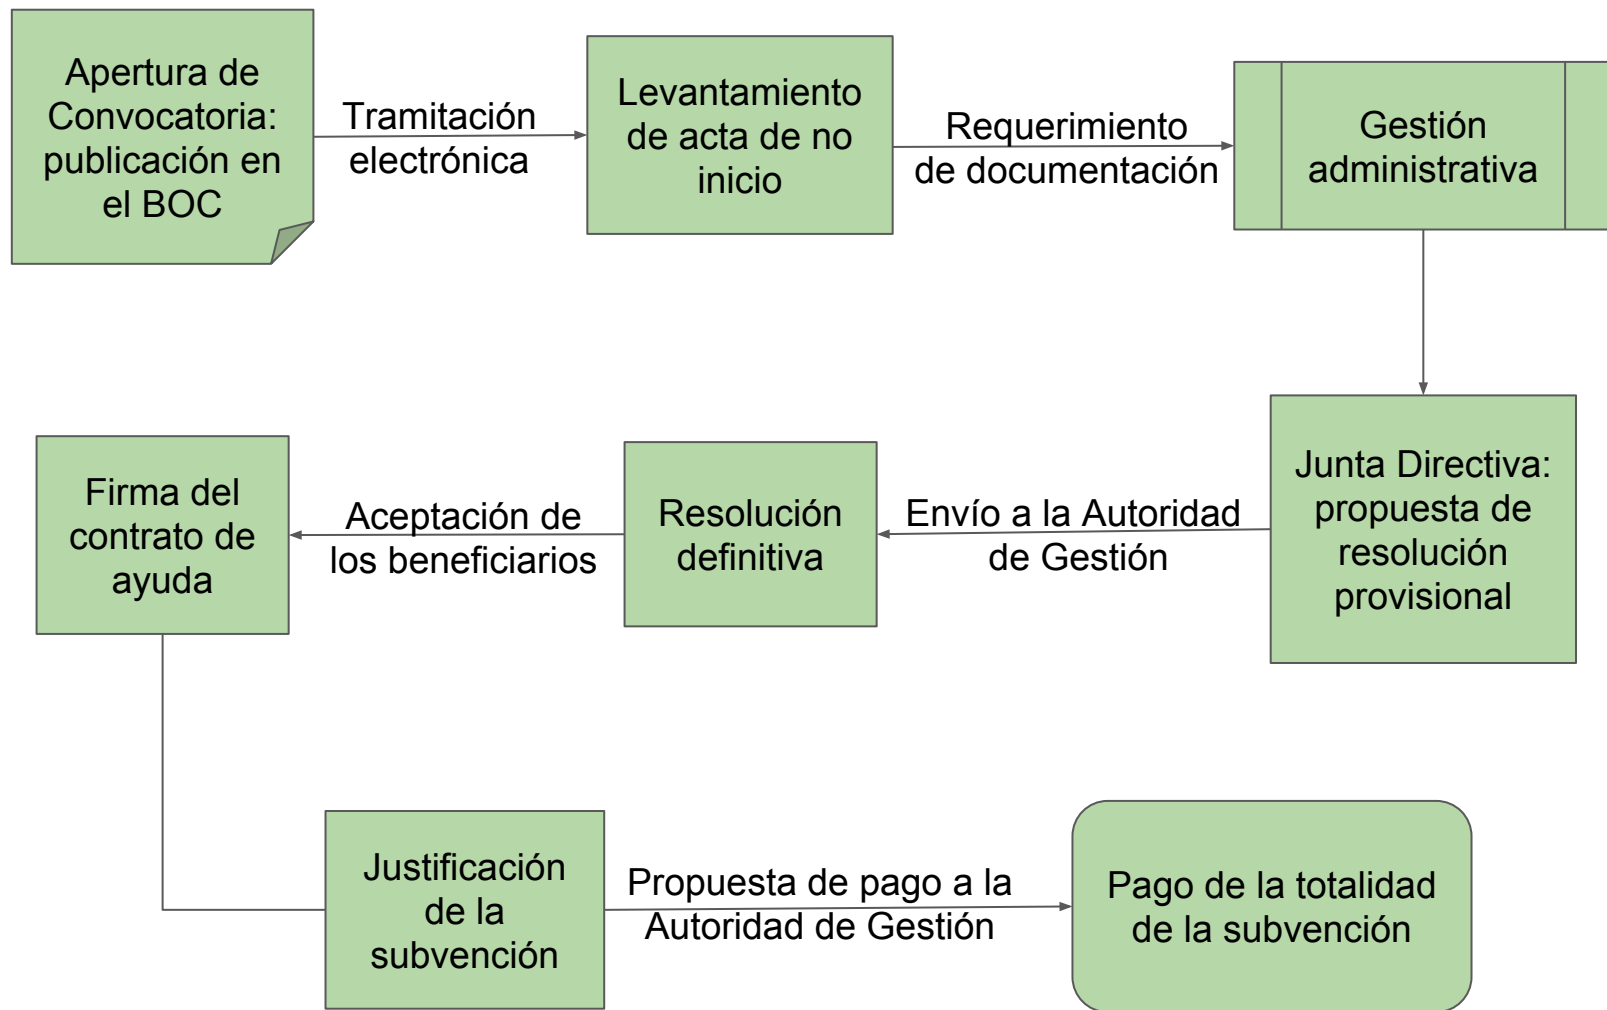 Apertura de
Convocatoria:
publicación en
el BOC
Tramitación
electrónica
Levantamiento
de acta de no
inicio
Requerimiento
de documentación
Gestión
administrativa
Junta Directiva:
propuesta de
resolución
provisional
Envío a la Autoridad
de Gestión
Resolución
definitiva
Aceptación de
los beneficiarios
Firma del
contrato de
ayuda
Justificación
de la
subvención
Propuesta de pago a la
Autoridad de Gestión
Pago de la totalidad
de la subvención